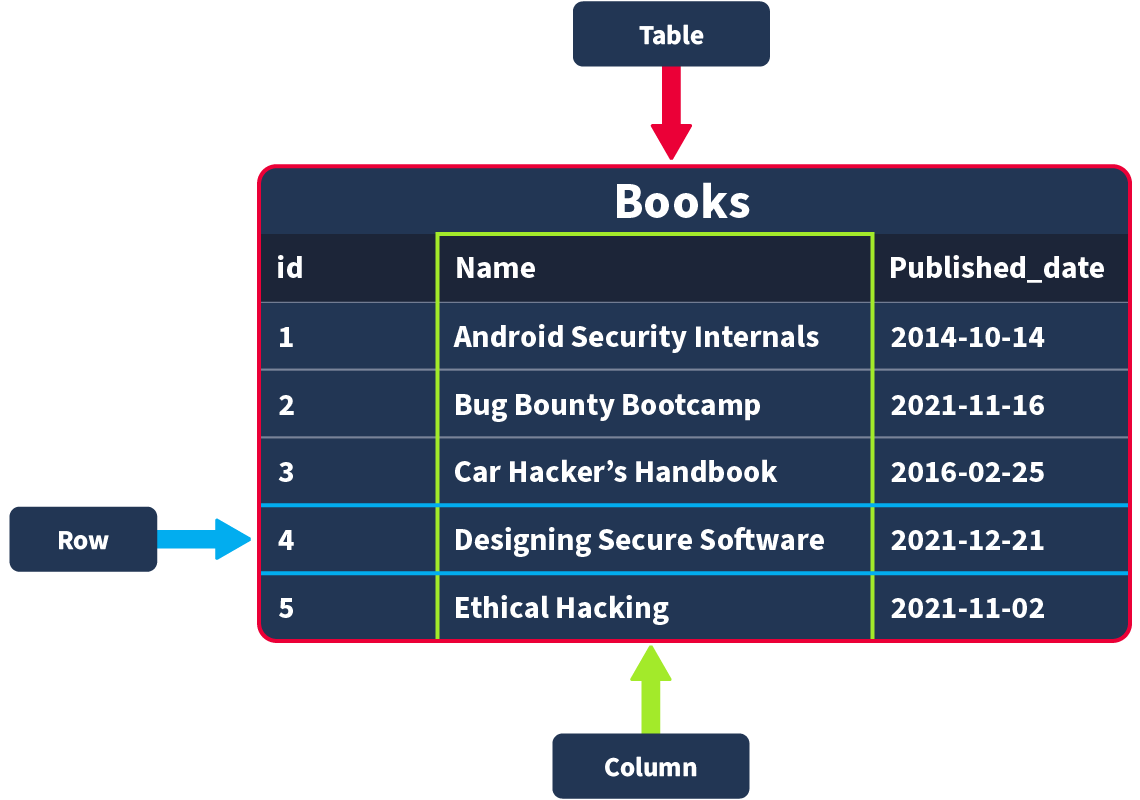 Table
Books
id Name Published_date
1 Android Security Internals 2014-10-14
2 Bug Bounty Bootcamp 2021-11-16
3 Car Hacker’s Handbook 2016-02-25
Row
4 Designing Secure Software 2021-12-21
5 Ethical Hacking 2021-11-02
Column